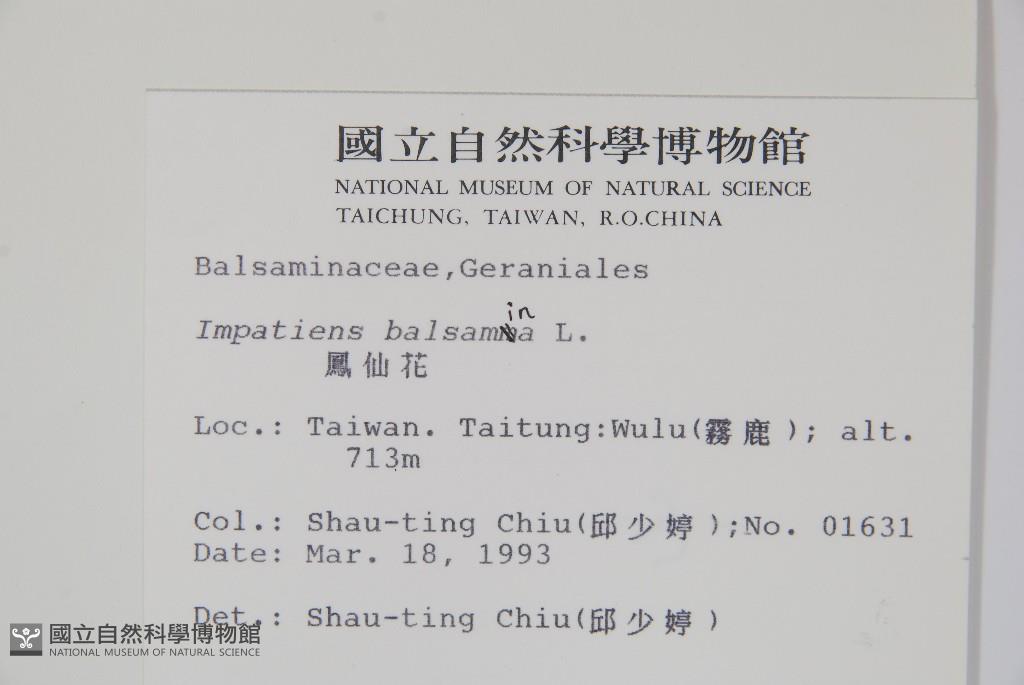 國立自然科學博物館
NATIONAL MUSEUM OF NATURAL SCIENCE
TAICHUNG, TAIWAN, R.O.CHINA
Balsaminaceae,Geraniales
in
Impatiens balsamna L.
鳳仙花
Loc.: Taiwan. Taitung:Wulu(霧鹿); alt.
713m
Col.: Shau-ting Chiu(邱少婷);No. 01631
Date: Mar. 18, 1993
Det.: Shau-ting Chiu(邱少婷)
國立自然科學博物館
NATIONAL MUSEUM OF NATURAL SCIENCE